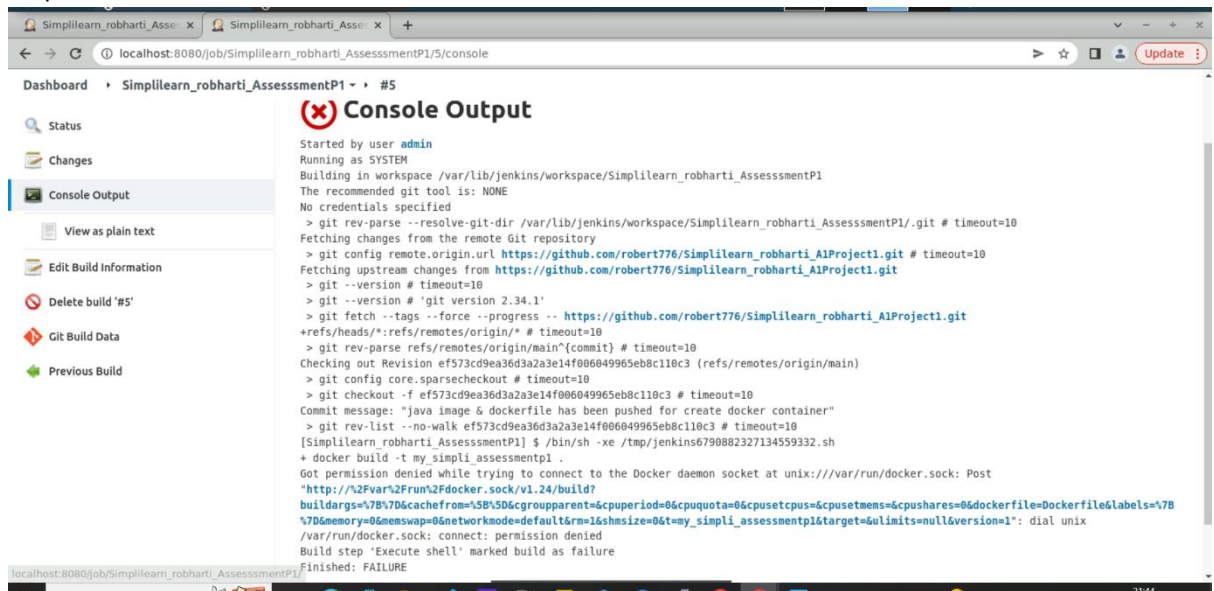 Simplilearn_robharti_Asse
Simplilearn_robharti_Asse
localhost:8080/job/Simplilearn_robharti_AssesssmentP1/5/console
Update
Dashboard
Simplilearn_robharti_AssesssmentP1
#5
Status
Changes
Console Output
View as plain text
Edit Build Information
Delete build '#5'
Git Build Data
Previous Build
Console Output
Started by user admin
Running as SYSTEM
Building in workspace /var/lib/jenkins/workspace/Simplilearn_robharti_AssesssmentP1
The recommended git tool is: NONE
No credentials specified
> git rev-parse --resolve-git-dir /var/lib/jenkins/workspace/Simplilearn_robharti_AssesssmentP1/.git # timeout=10
Fetching changes from the remote Git repository
> git config remote.origin.url https://github.com/robert776/Simplilearn_robharti_A1Project1.git # timeout=10
Fetching upstream changes from https://github.com/robert776/Simplilearn_robharti_A1Project1.git
> git --version # timeout=10
> git --version # 'git version 2.34.1'
> git fetch --tags --force --progress -- https://github.com/robert776/Simplilearn_robharti_A1Project1.git
+refs/heads/*:refs/remotes/origin/* # timeout=10
> git rev-parse refs/remotes/origin/main^{commit} # timeout=10
Checking out Revision ef573cd9ea36d3a2a3e14f006049965eb8c110c3 (refs/remotes/origin/main)
> git config core.sparsecheckout # timeout=10
> git checkout -f ef573cd9ea36d3a2a3e14f006049965eb8c110c3 # timeout=10
Commit message: "java image & dockerfile has been pushed for create docker container"
> git rev-list --no-walk ef573cd9ea36d3a2a3e14f006049965eb8c110c3 # timeout=10
[Simplilearn_robharti_AssesssmentP1] $ /bin/sh -xe /tmp/jenkins6790882327134559332.sh
+ docker build -t my_simpli_assessmentp1 .
Got permission denied while trying to connect to the Docker daemon socket at unix:///var/run/docker.sock: Post
"http://%2Fvar%2Frun%2Fdocker.sock/v1.24/build?
buildargs=%7B%7D&cachefrom=%5B%5D&cgroupparent=&cpuperiod=0&cpuquota=0&cpusetcpus=&cpusetmems=&cpushares=0&dockerfile=Dockerfile&labels=%7B
%7D&memory=0&memswap=0&networkmode=default&rm=1&shmsize=0&t=my_simpli_assessmentp1&target=&ulimits=null&version=1": dial unix
/var/run/docker.sock: connect: permission denied
Build step 'Execute shell' marked build as failure
Finished: FAILURE
localhost:8080/job/Simplilearn_robharti_AssesssmentP1/